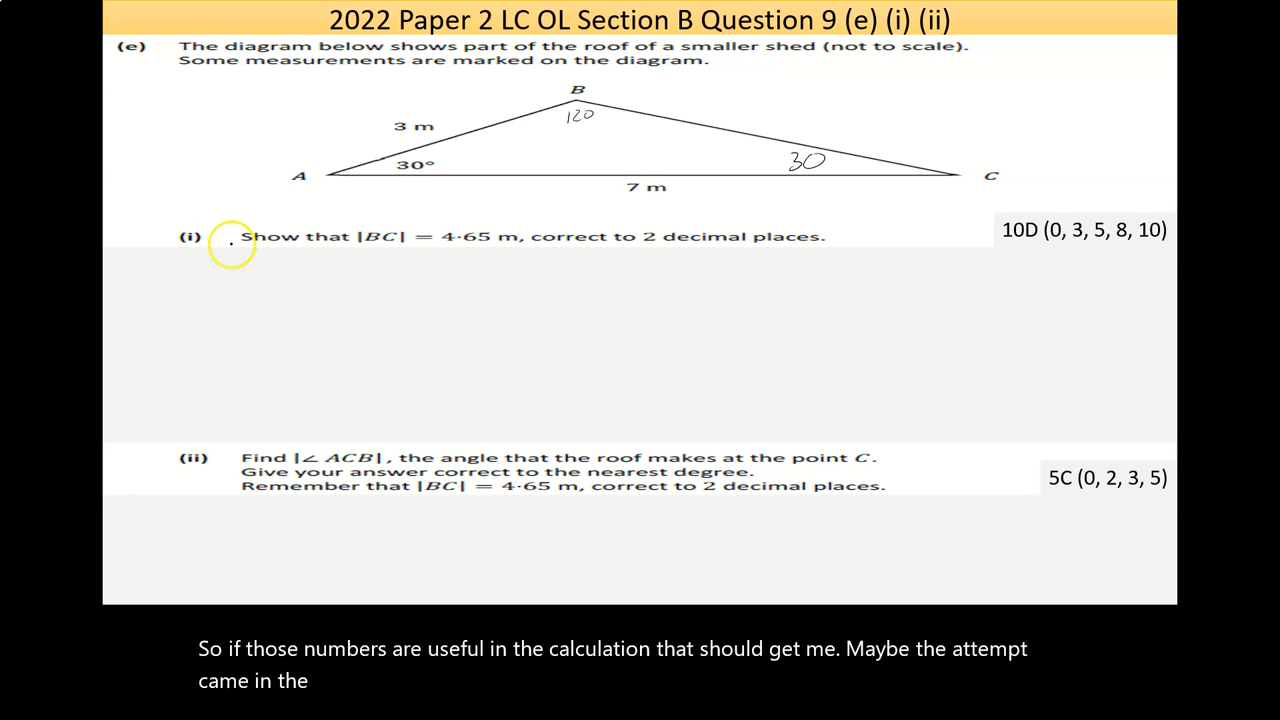 2022 Paper 2 LC OL Section B Question 9 (e) (i) (ii)
(e) The diagram below shows part of the roof of a smaller shed (not to scale).
Some measurements are marked on the diagram.
B
120
3 m
30°
30
A
C
7 m
(i) Show that |BC| = 4·65 m, correct to 2 decimal places.
10D (0, 3, 5, 8, 10)
(ii) Find |∠ ACB|, the angle that the roof makes at the point C.
Give your answer correct to the nearest degree.
Remember that |BC| = 4·65 m, correct to 2 decimal places.
5C (0, 2, 3, 5)
So if those numbers are useful in the calculation that should get me. Maybe the attempt
came in the